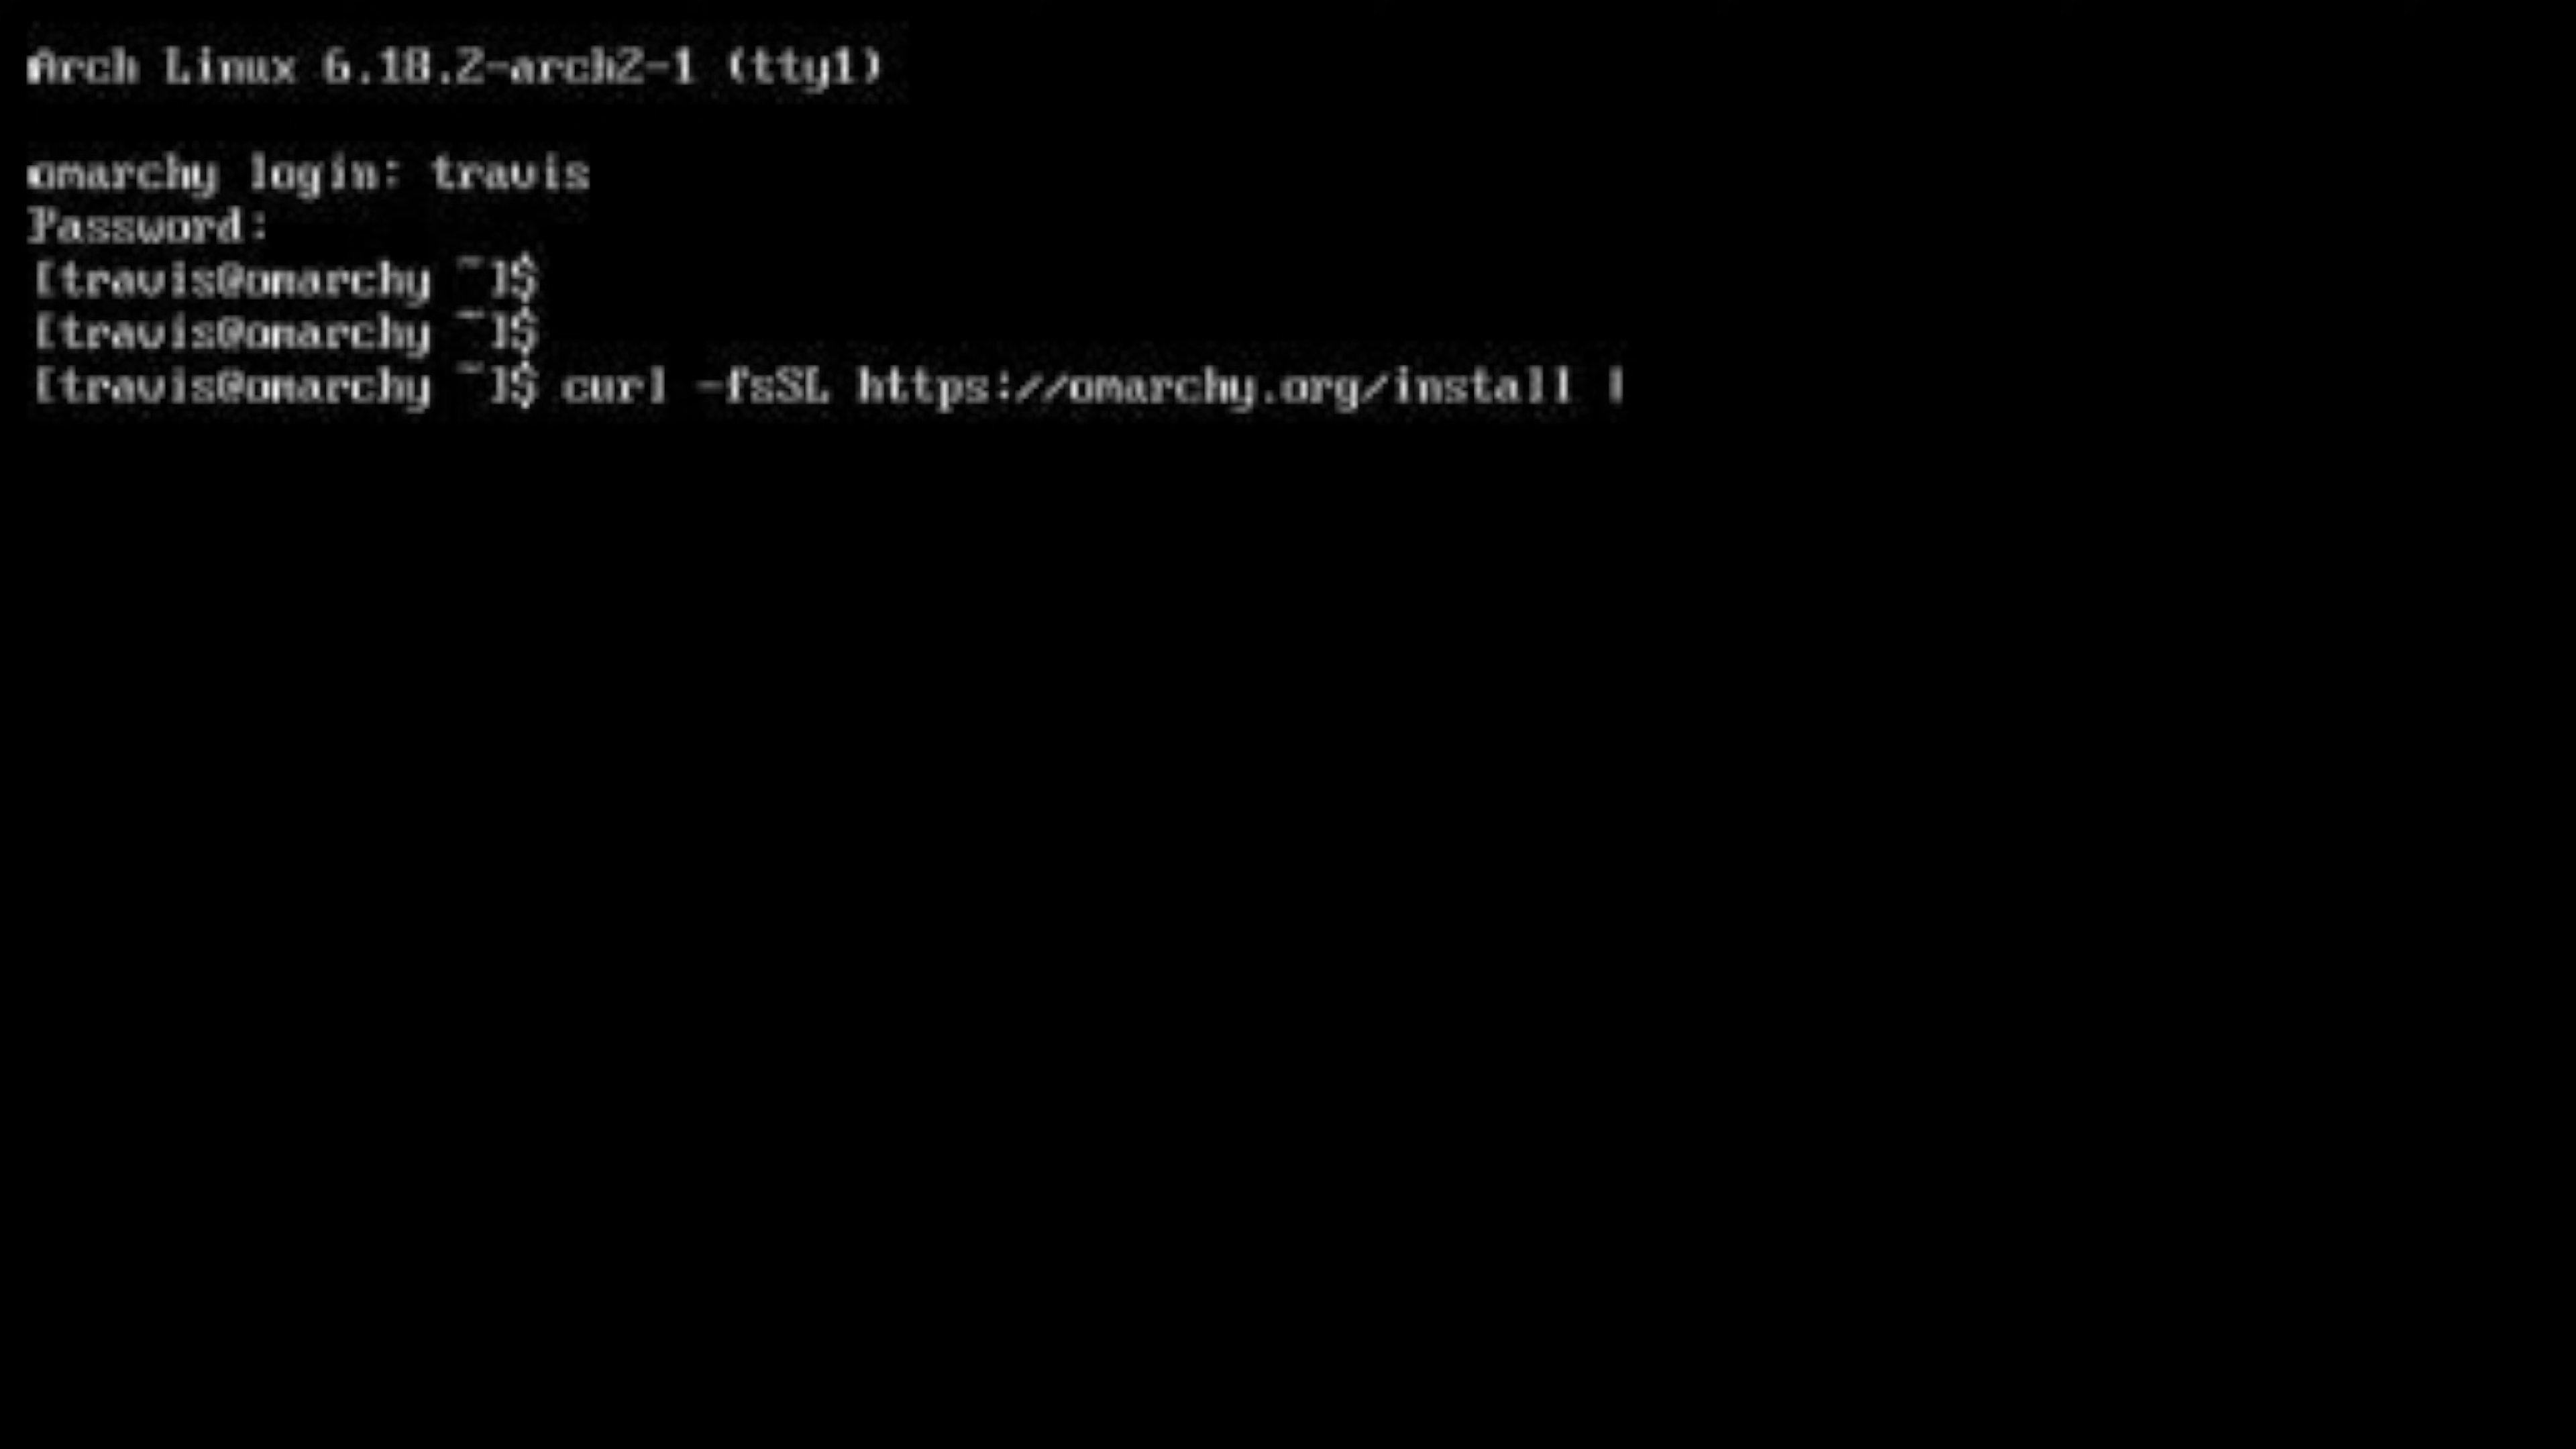 Arch Linux 6.18.2-arch2-1 (tty1)
omarchy login: travis
Password:
[travis@omarchy ~]$
[travis@omarchy ~]$
[travis@omarchy ~]$ curl -fsSL https://omarchy.org/install |